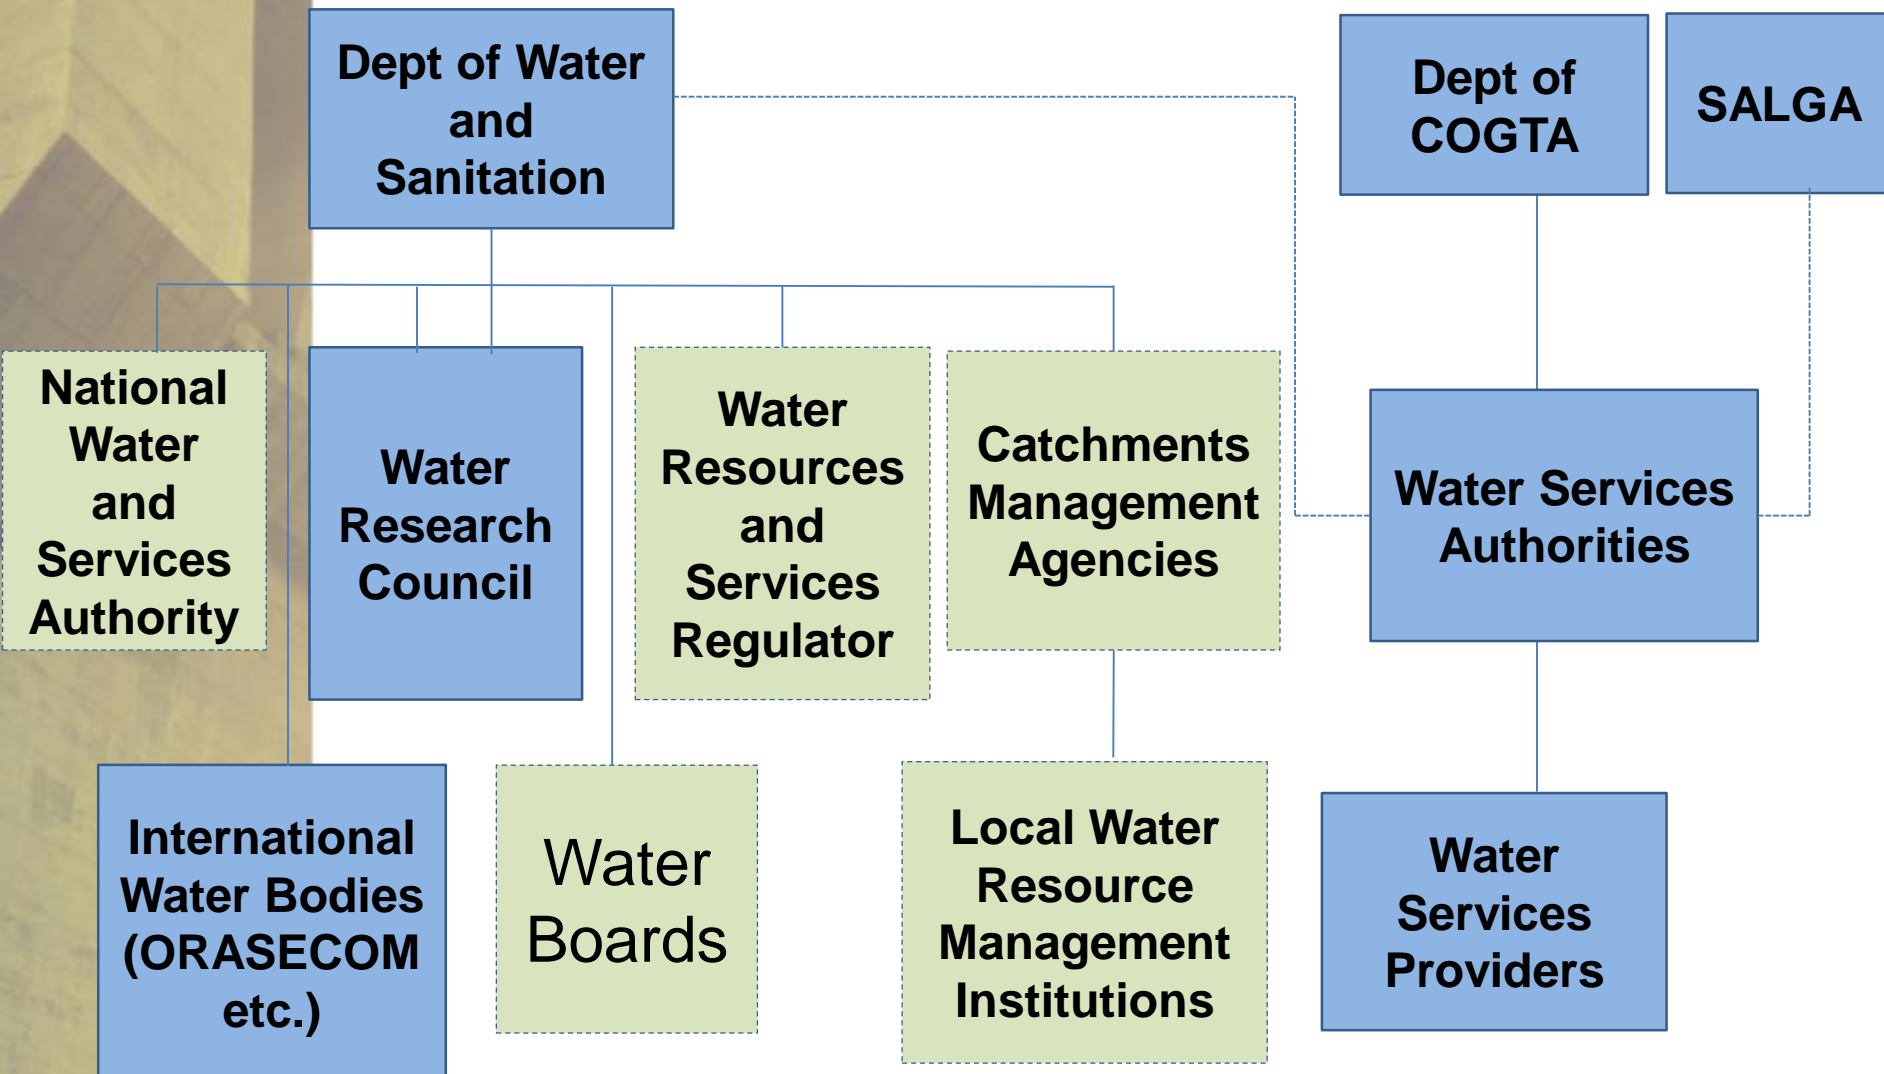 Dept of Water
and
Sanitation
Dept of
COGTA
SALGA
National
Water
and
Services
Authority
Water
Research
Council
Water
Resources
and
Services
Regulator
Catchments
Management
Agencies
Water Services
Authorities
International
Water Bodies
(ORASECOM
etc.)
Water
Boards
Local Water
Resource
Management
Institutions
Water
Services
Providers